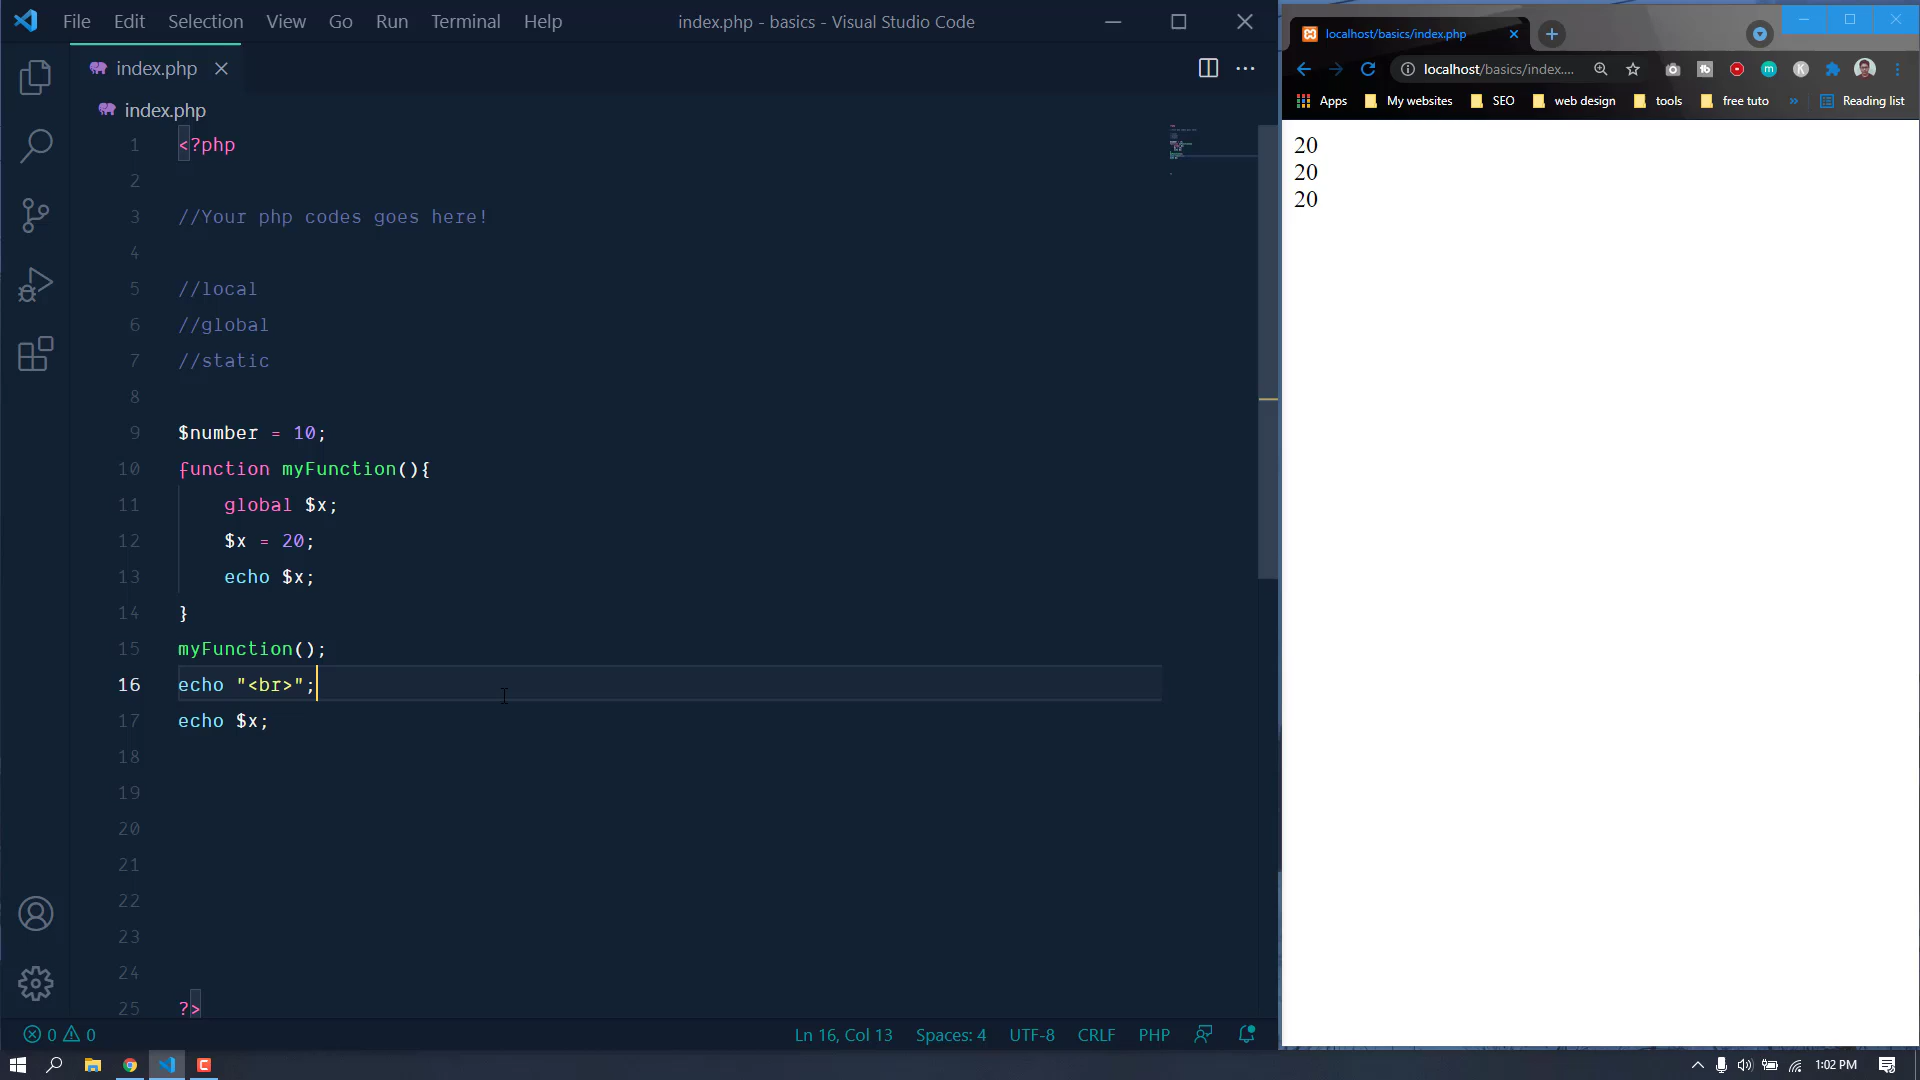 File Edit Selection View Go Run Terminal Help
index.php - basics - Visual Studio Code
index.php
index.php
1 <?php
2
3 //Your php codes goes here!
4
5 //local
6 //global
7 //static
8
9 $number = 10;
10 function myFunction(){
11 global $x;
12 $x = 20;
13 echo $x;
14 }
15 myFunction();
16 echo "<br>";
17 echo $x;
18
19
20
21
22
23
24
25 ?>
0 0 Ln 16, Col 13 Spaces: 4 UTF-8 CRLF PHP
localhost/basics/index.php
localhost/basics/index....
Apps My websites SEO web design tools free tuto » Reading list
20
20
20
1:02 PM